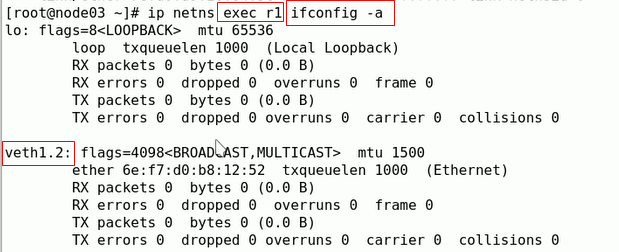 [root@node03 ~]# ip netns exec r1 ifconfig -a
lo: flags=8<LOOPBACK>  mtu 65536
        loop  txqueuelen 1000  (Local Loopback)
        RX packets 0  bytes 0 (0.0 B)
        RX errors 0  dropped 0  overruns 0  frame 0
        TX packets 0  bytes 0 (0.0 B)
        TX errors 0  dropped 0 overruns 0  carrier 0  collisions 0

veth1.2: flags=4098<BROADCAST,MULTICAST>  mtu 1500
        ether 6e:f7:d0:b8:12:52  txqueuelen 1000  (Ethernet)
        RX packets 0  bytes 0 (0.0 B)
        RX errors 0  dropped 0  overruns 0  frame 0
        TX packets 0  bytes 0 (0.0 B)
        TX errors 0  dropped 0 overruns 0  carrier 0  collisions 0